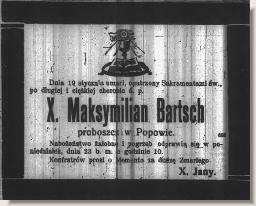 Dnia 19 stycznia umarł, opatrzony Sakramentami św.,
po długiej i ciężkiej chorobie ś. p.
X. Maksymilian Bartsch
proboszcz w Popowie.
Nabożeństwo żałobne i pogrzeb odprawią się w po-
niedziałek, dnia 23 b. m. o godzinie 10.
Konfratrów prosi o memento za duszę Zmarłego.
X. Jany.